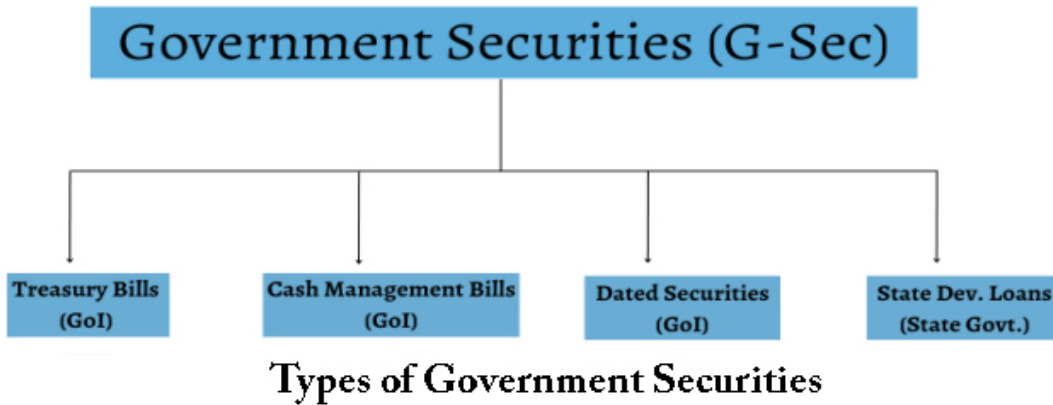 Government Securities (G-Sec)
Treasury Bills
(GoI)
Cash Management Bills
(GoI)
Dated Securities
(GoI)
State Dev. Loans
(State Govt.)
Types of Government Securities